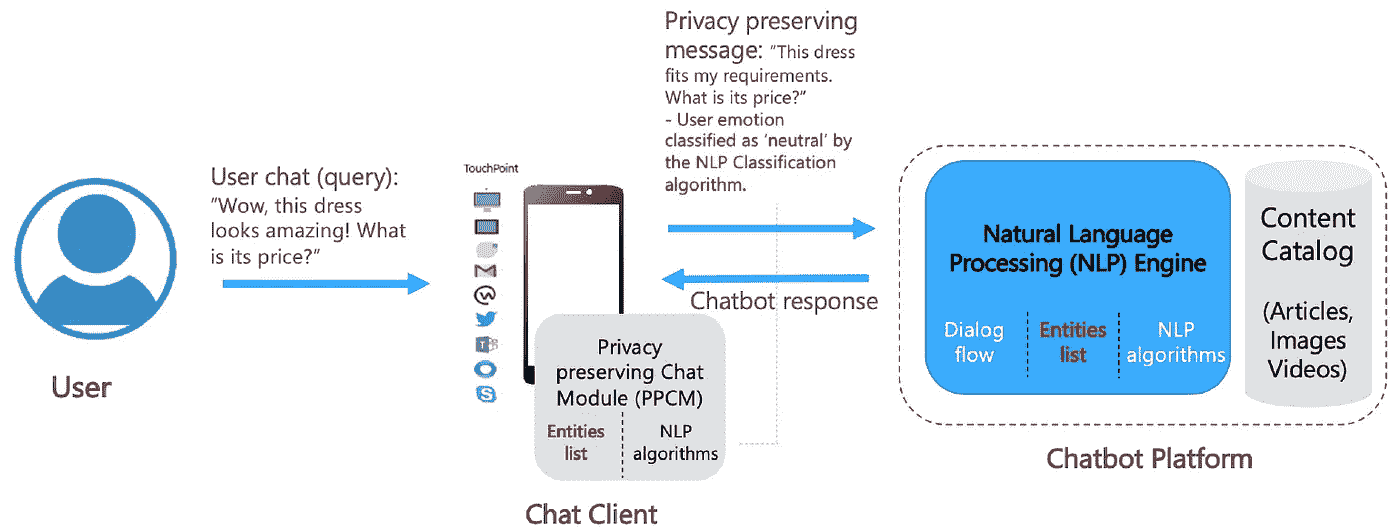 Privacy preserving
message: "This dress
fits my requirements.
What is its price?"
- User emotion
classified as 'neutral' by
the NLP Classification
algorithm.
User chat (query):
"Wow, this dress
looks amazing! What
is its price?"
User
TouchPoint
Privacy
preserving Chat
Module (PPCM)
Entities
list
NLP
algorithms
Chat Client
Chatbot response
Natural Language
Processing (NLP) Engine
Dialog
flow
Entities
list
NLP
algorithms
Content
Catalog
(Articles,
Images
Videos)
Chatbot Platform